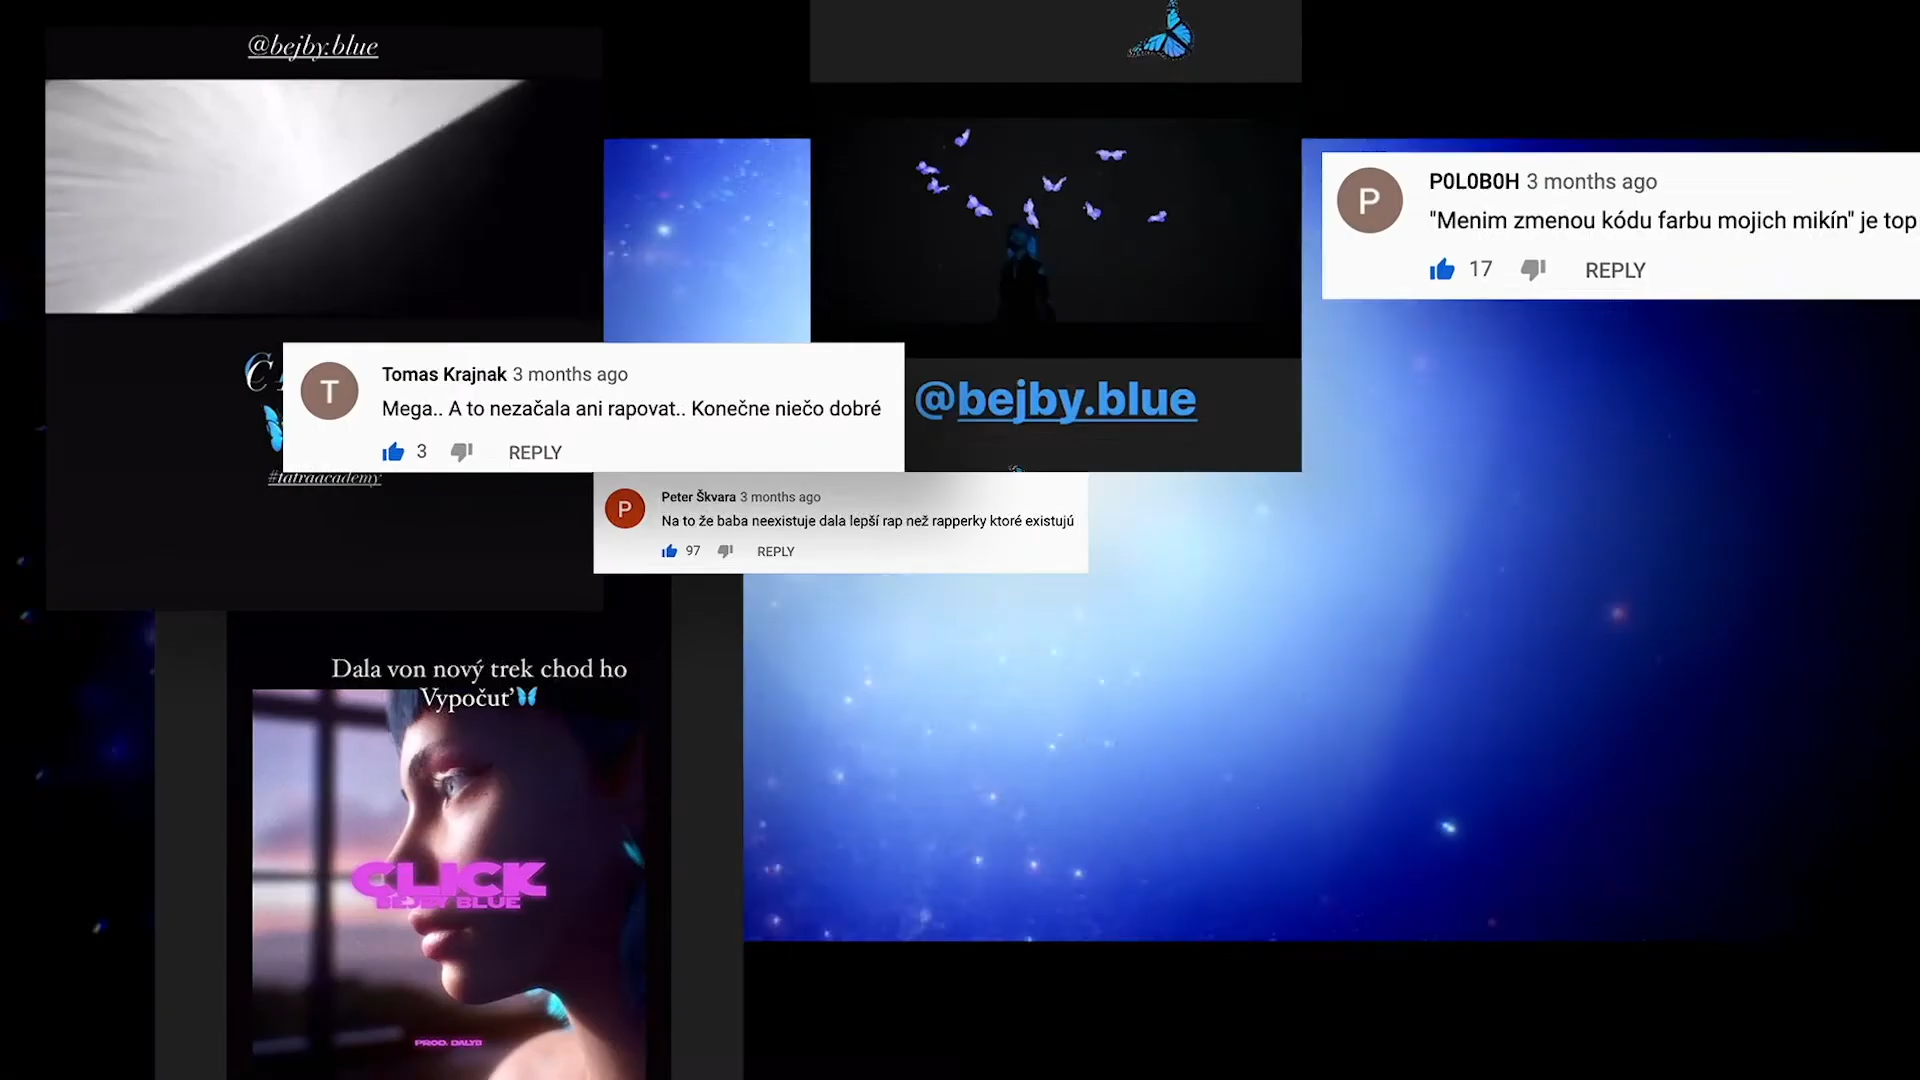 @bejby.blue
P0L0B0H 3 months ago
"Menim zmenou kódu farbu mojich mikín" je top
17 REPLY
Tomas Krajnak 3 months ago
Mega.. A to nezačala ani rapovat.. Konečne niečo dobré
3 REPLY
@bejby.blue
#tatraacademy
Peter Škvara 3 months ago
Na to že baba neexistuje dala lepší rap než rapperky ktoré existujú
97 REPLY
Dala von nový trek chod ho
Vypočuť
CLICK
BEJBY BLUE
PROD. DALYB